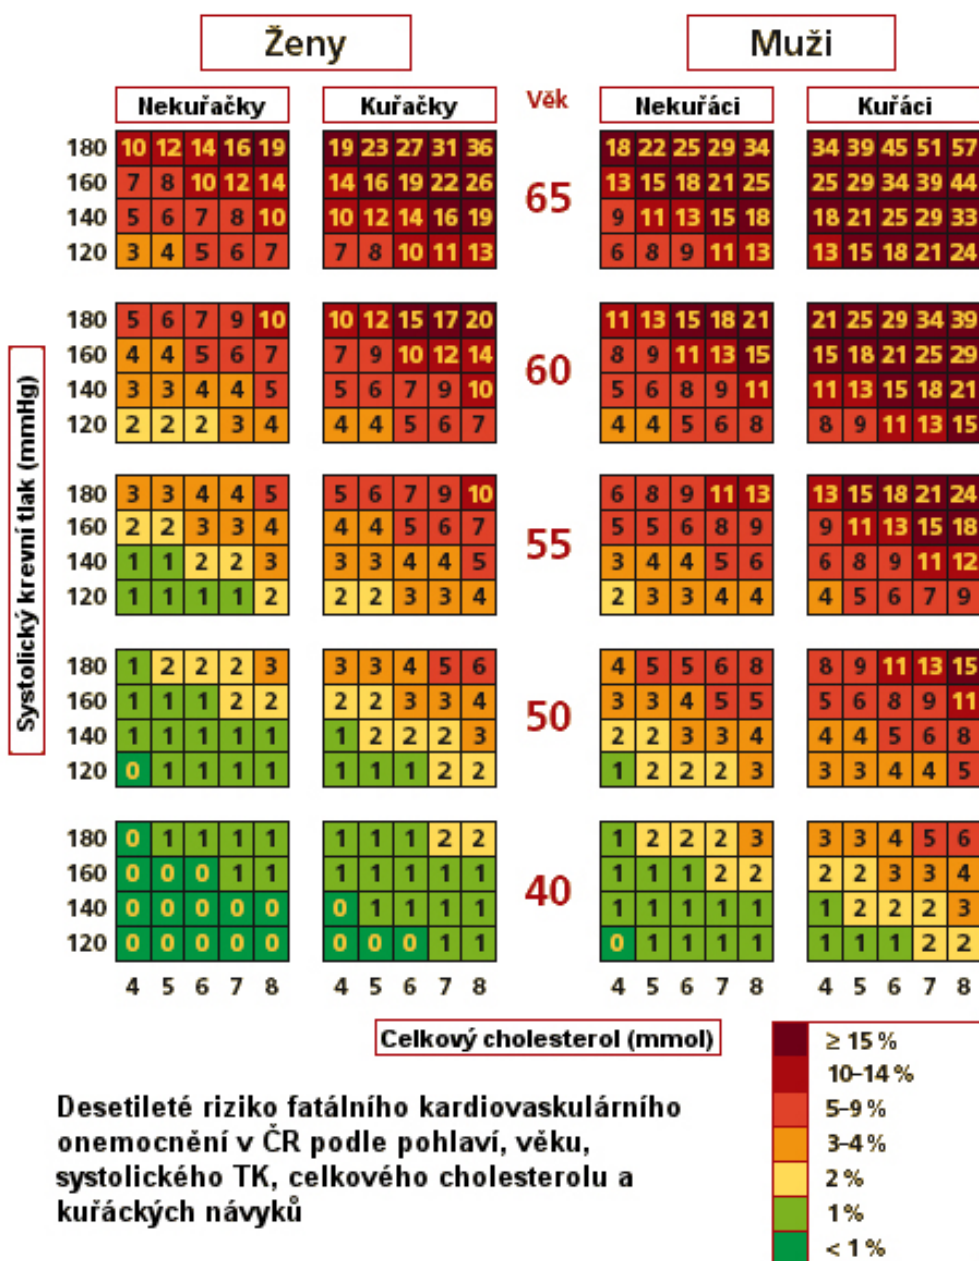 Ženy Muži
Nekuřačky Kuřačky Věk Nekuřáci Kuřáci
180 10 12 14 16 19 19 23 27 31 36 18 22 25 29 34 34 39 45 51 57
160 7 8 10 12 14 14 16 19 22 26 13 15 18 21 25 25 29 34 39 44
65
140 5 6 7 8 10 10 12 14 16 19 9 11 13 15 18 18 21 25 29 33
120 3 4 5 6 7 7 8 10 11 13 6 8 9 11 13 13 15 18 21 24
180 5 6 7 9 10 10 12 15 17 20 11 13 15 18 21 21 25 29 34 39
160 4 4 5 6 7 7 9 10 12 14 8 9 11 13 15 15 18 21 25 29
60
140 3 3 4 4 5 5 6 7 9 10 5 6 8 9 11 11 13 15 18 21
120 2 2 2 3 4 4 4 5 6 7 4 4 5 6 8 8 9 11 13 15
Systolický krevní tlak (mmHg)
180 3 3 4 4 5 5 6 7 9 10 6 8 9 11 13 13 15 18 21 24
160 2 2 3 3 4 4 4 5 6 7 5 5 6 8 9 9 11 13 15 18
55
140 1 1 2 2 3 3 3 4 4 5 3 4 4 5 6 6 8 9 11 12
120 1 1 1 1 2 2 2 3 3 4 2 3 3 4 4 4 5 6 7 9
180 1 2 2 2 3 3 3 4 5 6 4 5 5 6 8 8 9 11 13 15
160 1 1 1 2 2 2 2 3 3 4 3 3 4 5 5 5 6 8 9 11
50
140 1 1 1 1 1 1 2 2 2 3 2 2 3 3 4 4 4 5 6 8
120 0 1 1 1 1 1 1 1 2 2 1 2 2 2 3 3 3 4 4 5
180 0 1 1 1 1 1 1 1 2 2 1 2 2 2 3 3 3 4 5 6
160 0 0 0 1 1 1 1 1 1 1 1 1 1 2 2 2 2 3 3 4
40
140 0 0 0 0 0 0 1 1 1 1 1 1 1 1 1 1 2 2 2 3
120 0 0 0 0 0 0 0 0 1 1 0 1 1 1 1 1 1 1 2 2
4 5 6 7 8 4 5 6 7 8 4 5 6 7 8 4 5 6 7 8
Celkový cholesterol (mmol)
≥ 15 %
10–14 %
5–9 %
3–4 %
2 %
1 %
< 1 %
Desetileté riziko fatálního kardiovaskulárního
onemocnění v ČR podle pohlaví, věku,
systolického TK, celkového cholesterolu a
kuřáckých návyků